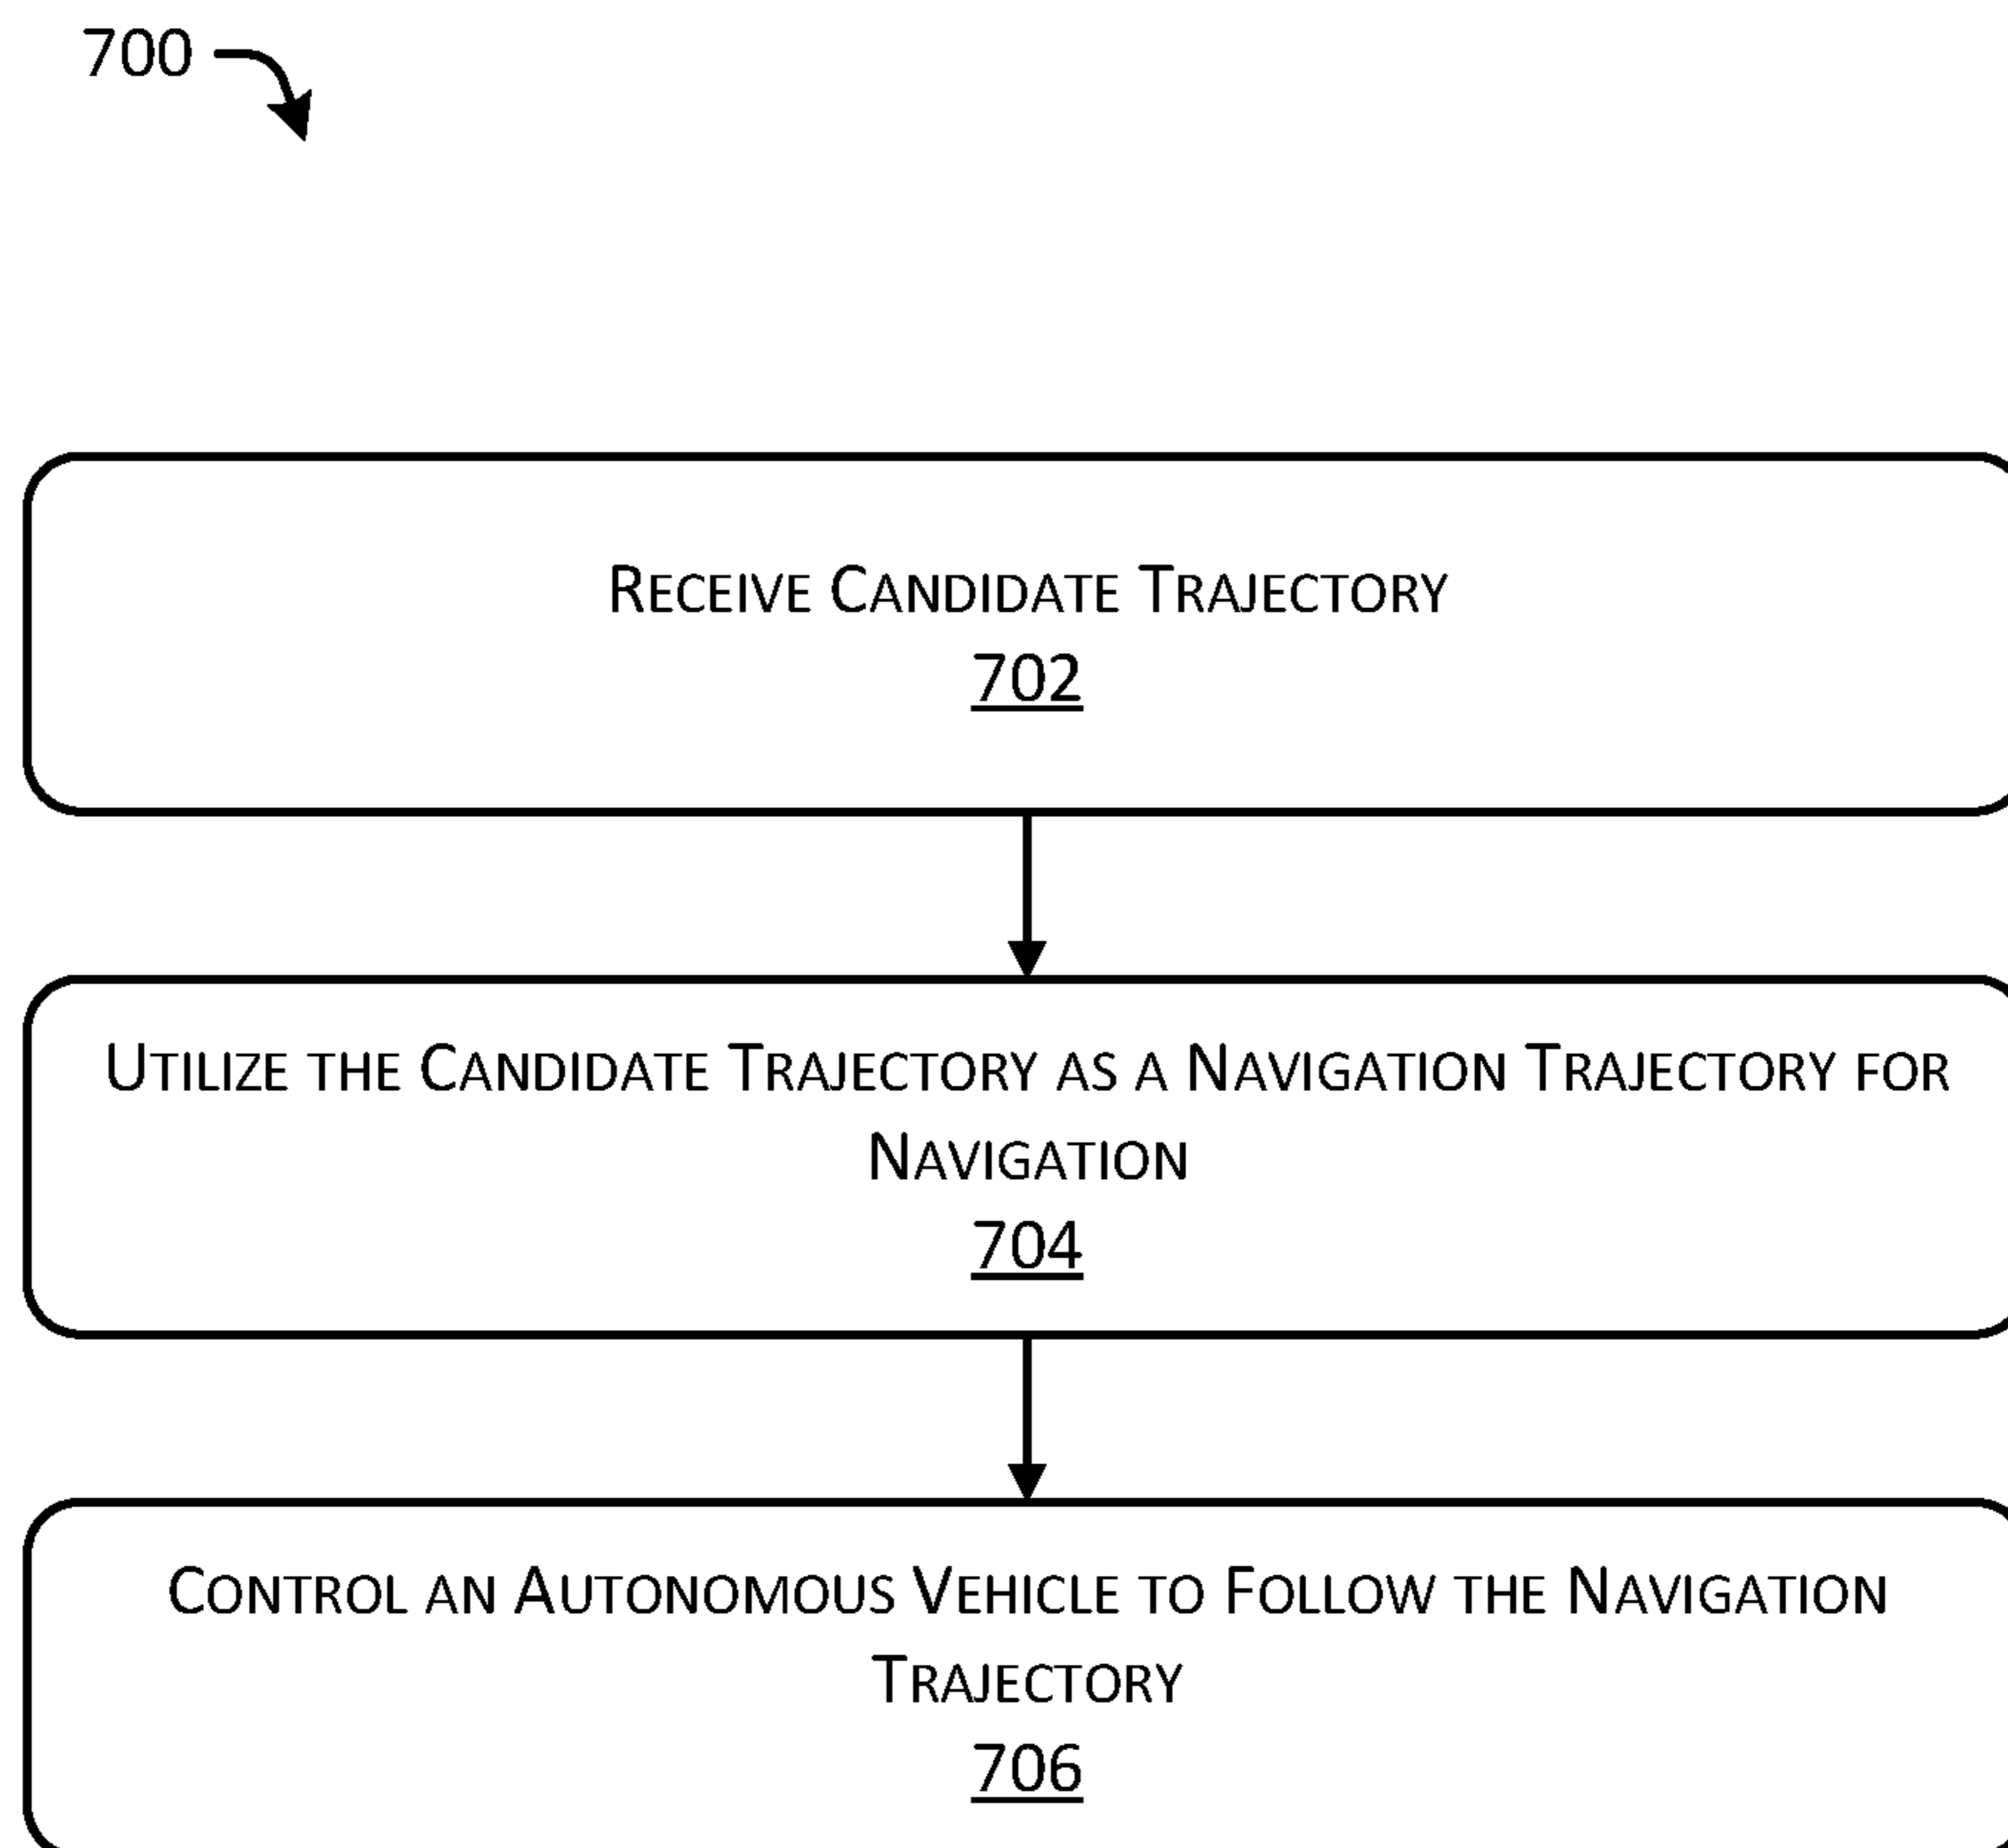 700
Receive Candidate Trajectory
702
Utilize the Candidate Trajectory as a Navigation Trajectory for
Navigation
704
Control an Autonomous Vehicle to Follow the Navigation
Trajectory
706